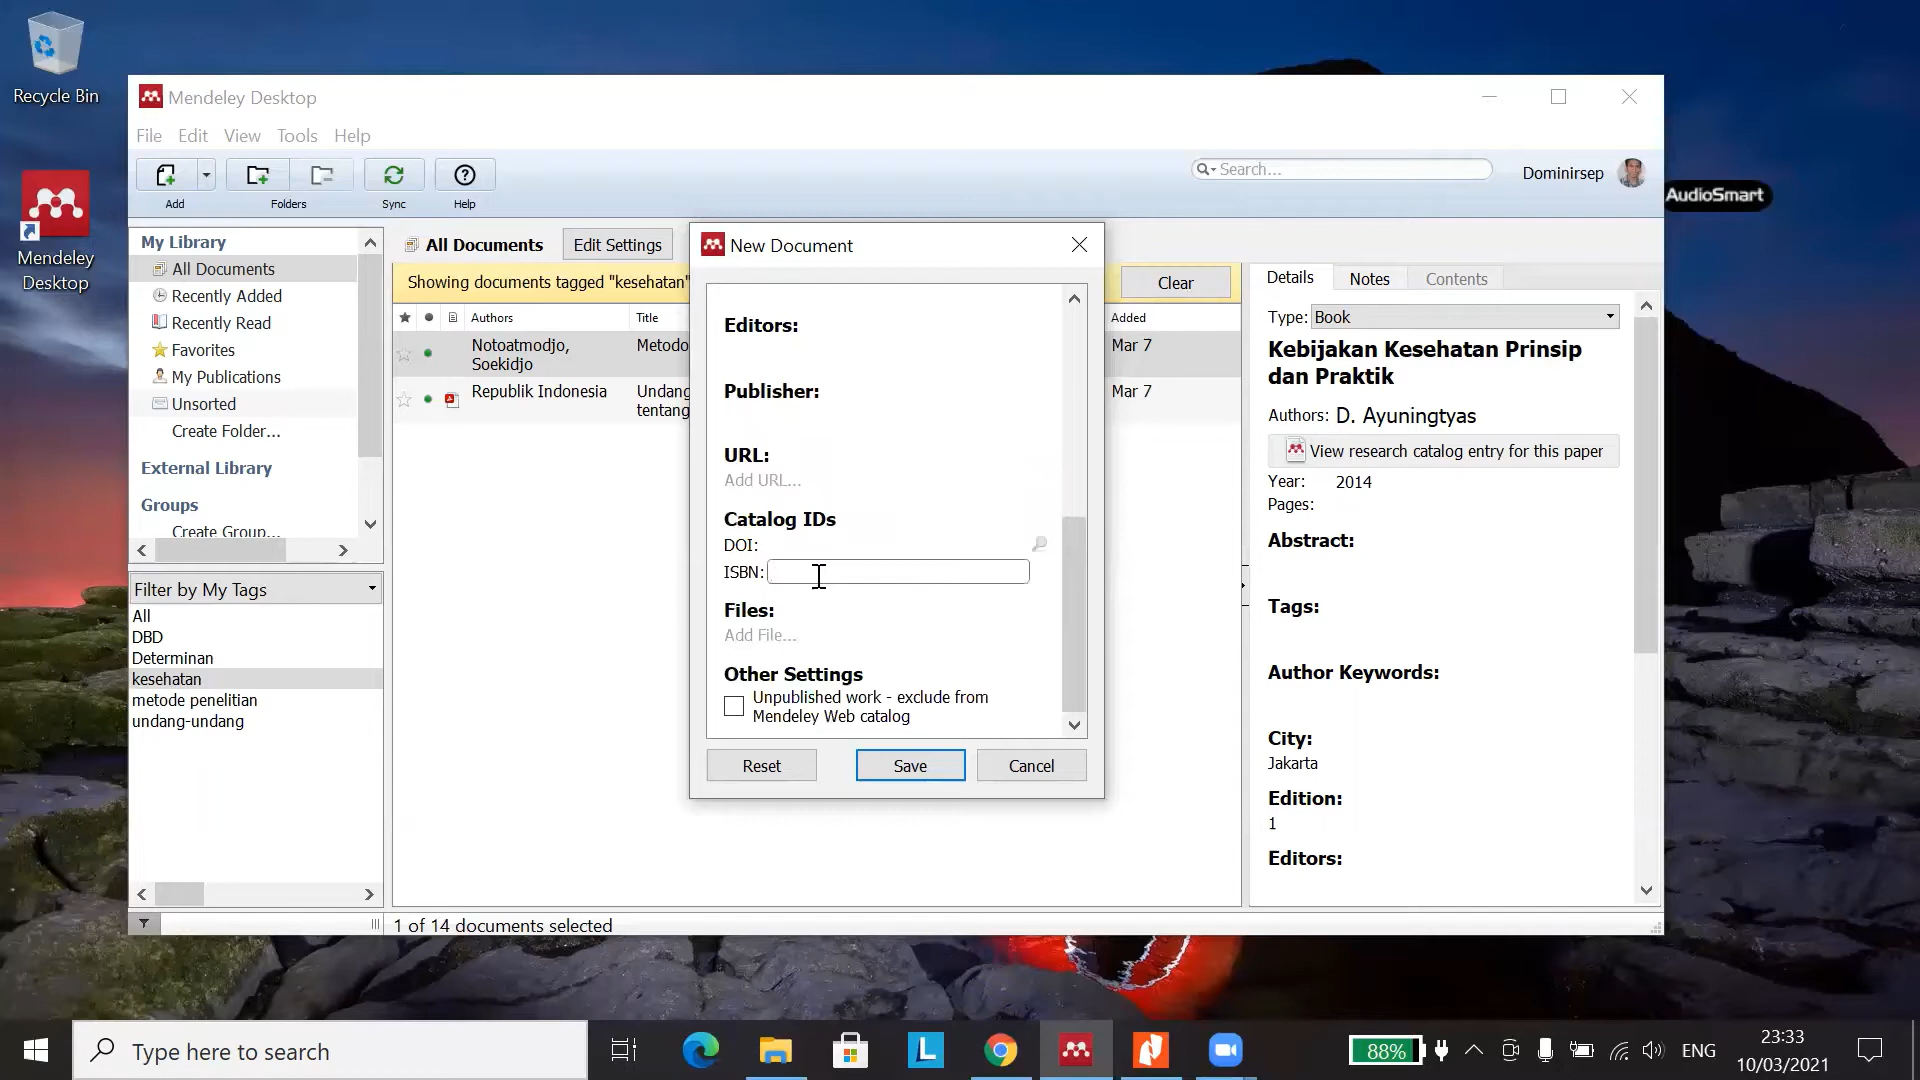 Recycle Bin
Mendeley Desktop
File Edit View Tools Help
Add
Folders
Sync
Help
Search...
Dominirsep
AudioSmart
Mendeley
Desktop
My Library
All Documents
Recently Added
Recently Read
Favorites
My Publications
Unsorted
Create Folder...
External Library
Groups
Create Group...
Filter by My Tags
All
DBD
Determinan
kesehatan
metode penelitian
undang-undang
All Documents
Edit Settings
Showing documents tagged "kesehatan"
Clear
Authors Title Added
Notoatmodjo, Metodo Mar 7
Soekidjo
Republik Indonesia Undang Mar 7
tentang
1 of 14 documents selected
New Document
Editors:
Publisher:
URL:
Add URL...
Catalog IDs
DOI:
ISBN:
Files:
Add File...
Other Settings
Unpublished work - exclude from
Mendeley Web catalog
Reset Save Cancel
Details Notes Contents
Type: Book
Kebijakan Kesehatan Prinsip
dan Praktik
Authors: D. Ayuningtyas
View research catalog entry for this paper
Year: 2014
Pages:
Abstract:
Tags:
Author Keywords:
City:
Jakarta
Edition:
1
Editors:
Type here to search
L
88%
ENG
23:33
10/03/2021